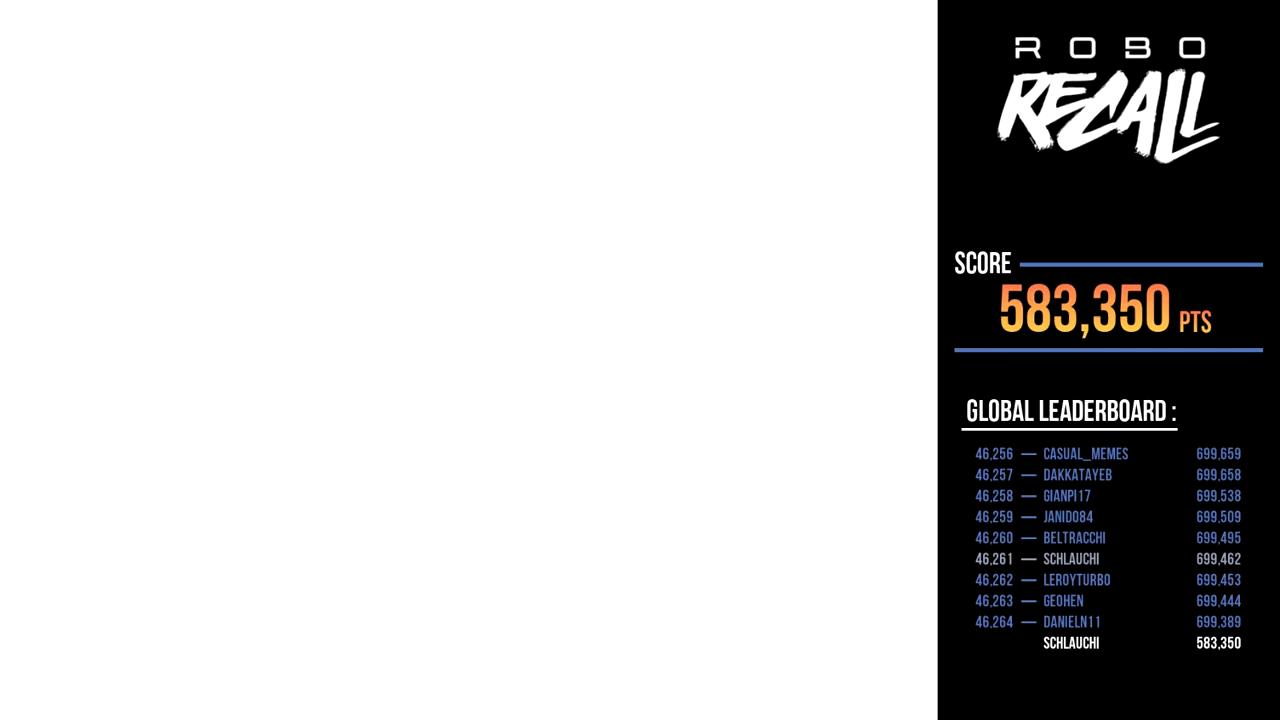 ROBO
RECALL
SCORE
583,350 PTS
GLOBAL LEADERBOARD :
46,256 — CASUAL_MEMES 699,659
46,257 — DAKKATAYEB 699,658
46,258 — GIANPI17 699,538
46,259 — JANIDO84 699,509
46,260 — BELTRACCHI 699,495
46,261 — SCHLAUCHI 699,462
46,262 — LEROYTURBO 699,453
46,263 — GEOHEN 699,444
46,264 — DANIELN11 699,389
SCHLAUCHI 583,350